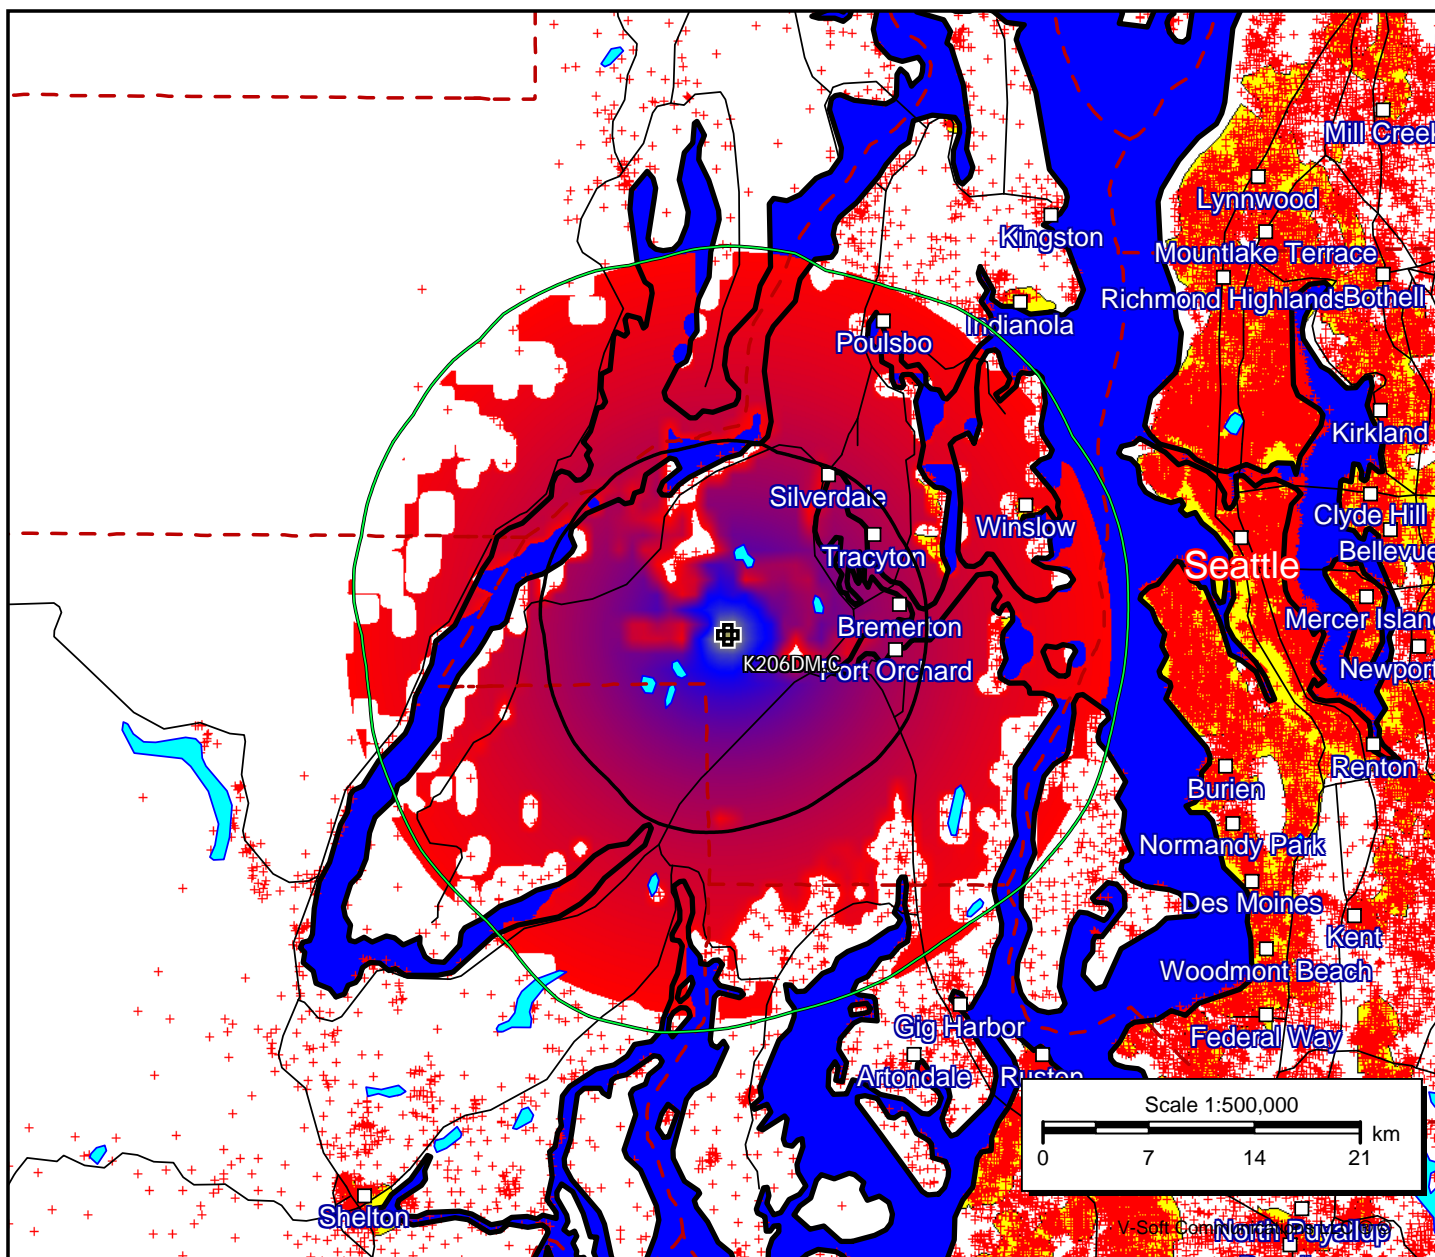 Mill Creek
Lynnwood
Kingston
Mountlake Terrace
Richmond Highlands
Bothell
Indianola
Poulsbo
Kirkland
Silverdale
Clyde Hill
Winslow
Tracyton
Bellevue
Seattle
Mercer Island
Bremerton
K206DM.C
Port Orchard
Newport
Renton
Burien
Normandy Park
Des Moines
Kent
Woodmont Beach
Gig Harbor
Federal Way
Artondale
Ruston
Scale 1:500,000
km
0 7 14 21
Shelton
V-Soft
North Puyallup